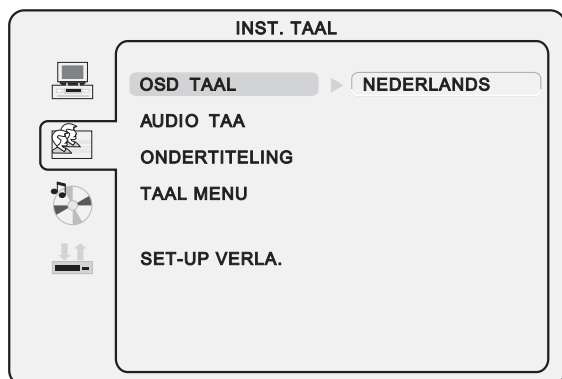 INST. TAAL
OSD TAAL NEDERLANDS
AUDIO TAA
ONDERTITELING
TAAL MENU
SET-UP VERLA.